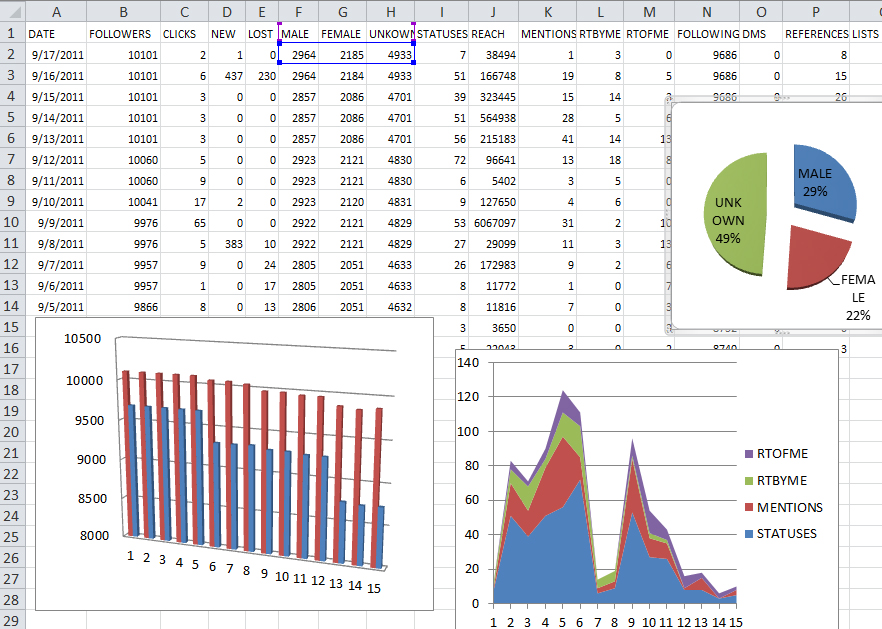 A B C D E F G H I J K L M N O P
1 DATE FOLLOWERS CLICKS NEW LOST MALE FEMALE UNKOWN STATUSES REACH MENTIONS RTBYME RTOFME FOLLOWING DMS REFERENCES LISTS
2 9/17/2011 10101 2 1 0 2964 2185 4933 7 38494 1 3 0 9686 0 8
3 9/16/2011 10101 6 437 230 2964 2184 4933 51 166748 19 8 5 9686 0 15
4 9/15/2011 10101 3 0 0 2857 2086 4701 39 323445 15 14 3 9686 0 26
5 9/14/2011 10101 3 0 0 2857 2086 4701 51 564938 28 5
6 9/13/2011 10101 3 0 0 2857 2086 4701 56 215183 41 14
7 9/12/2011 10060 5 0 0 2923 2121 4830 72 96641 13 18
8 9/11/2011 10060 9 0 0 2923 2121 4830 6 5402 3 5
9 9/10/2011 10041 17 2 0 2923 2120 4831 9 127650 4 6
10 9/9/2011 9976 65 0 0 2922 2121 4829 53 6067097 31 2
11 9/8/2011 9976 5 383 10 2922 2121 4829 27 29099 11 3
12 9/7/2011 9957 9 0 24 2805 2051 4633 26 172983 9 2
13 9/6/2011 9957 1 0 17 2805 2051 4633 8 11772 1 0
14 9/5/2011 9866 8 0 13 2806 2051 4632 8 11816 7 0
15 3 3650 0 0
16 5 22043 3 0 2 8740 0 3
17
18
19
20
21
22
23
24
25
26
27
28
29
MALE
29%
UNK
OWN
49%
FEMA
LE
22%
10500
10000
9500
9000
8500
8000
1 2 3 4 5 6 7 8 9 10 11 12 13 14 15
140
120
100
80
60
40
20
0
1 2 3 4 5 6 7 8 9 10 11 12 13 14 15
RTOFME
RTBYME
MENTIONS
STATUSES